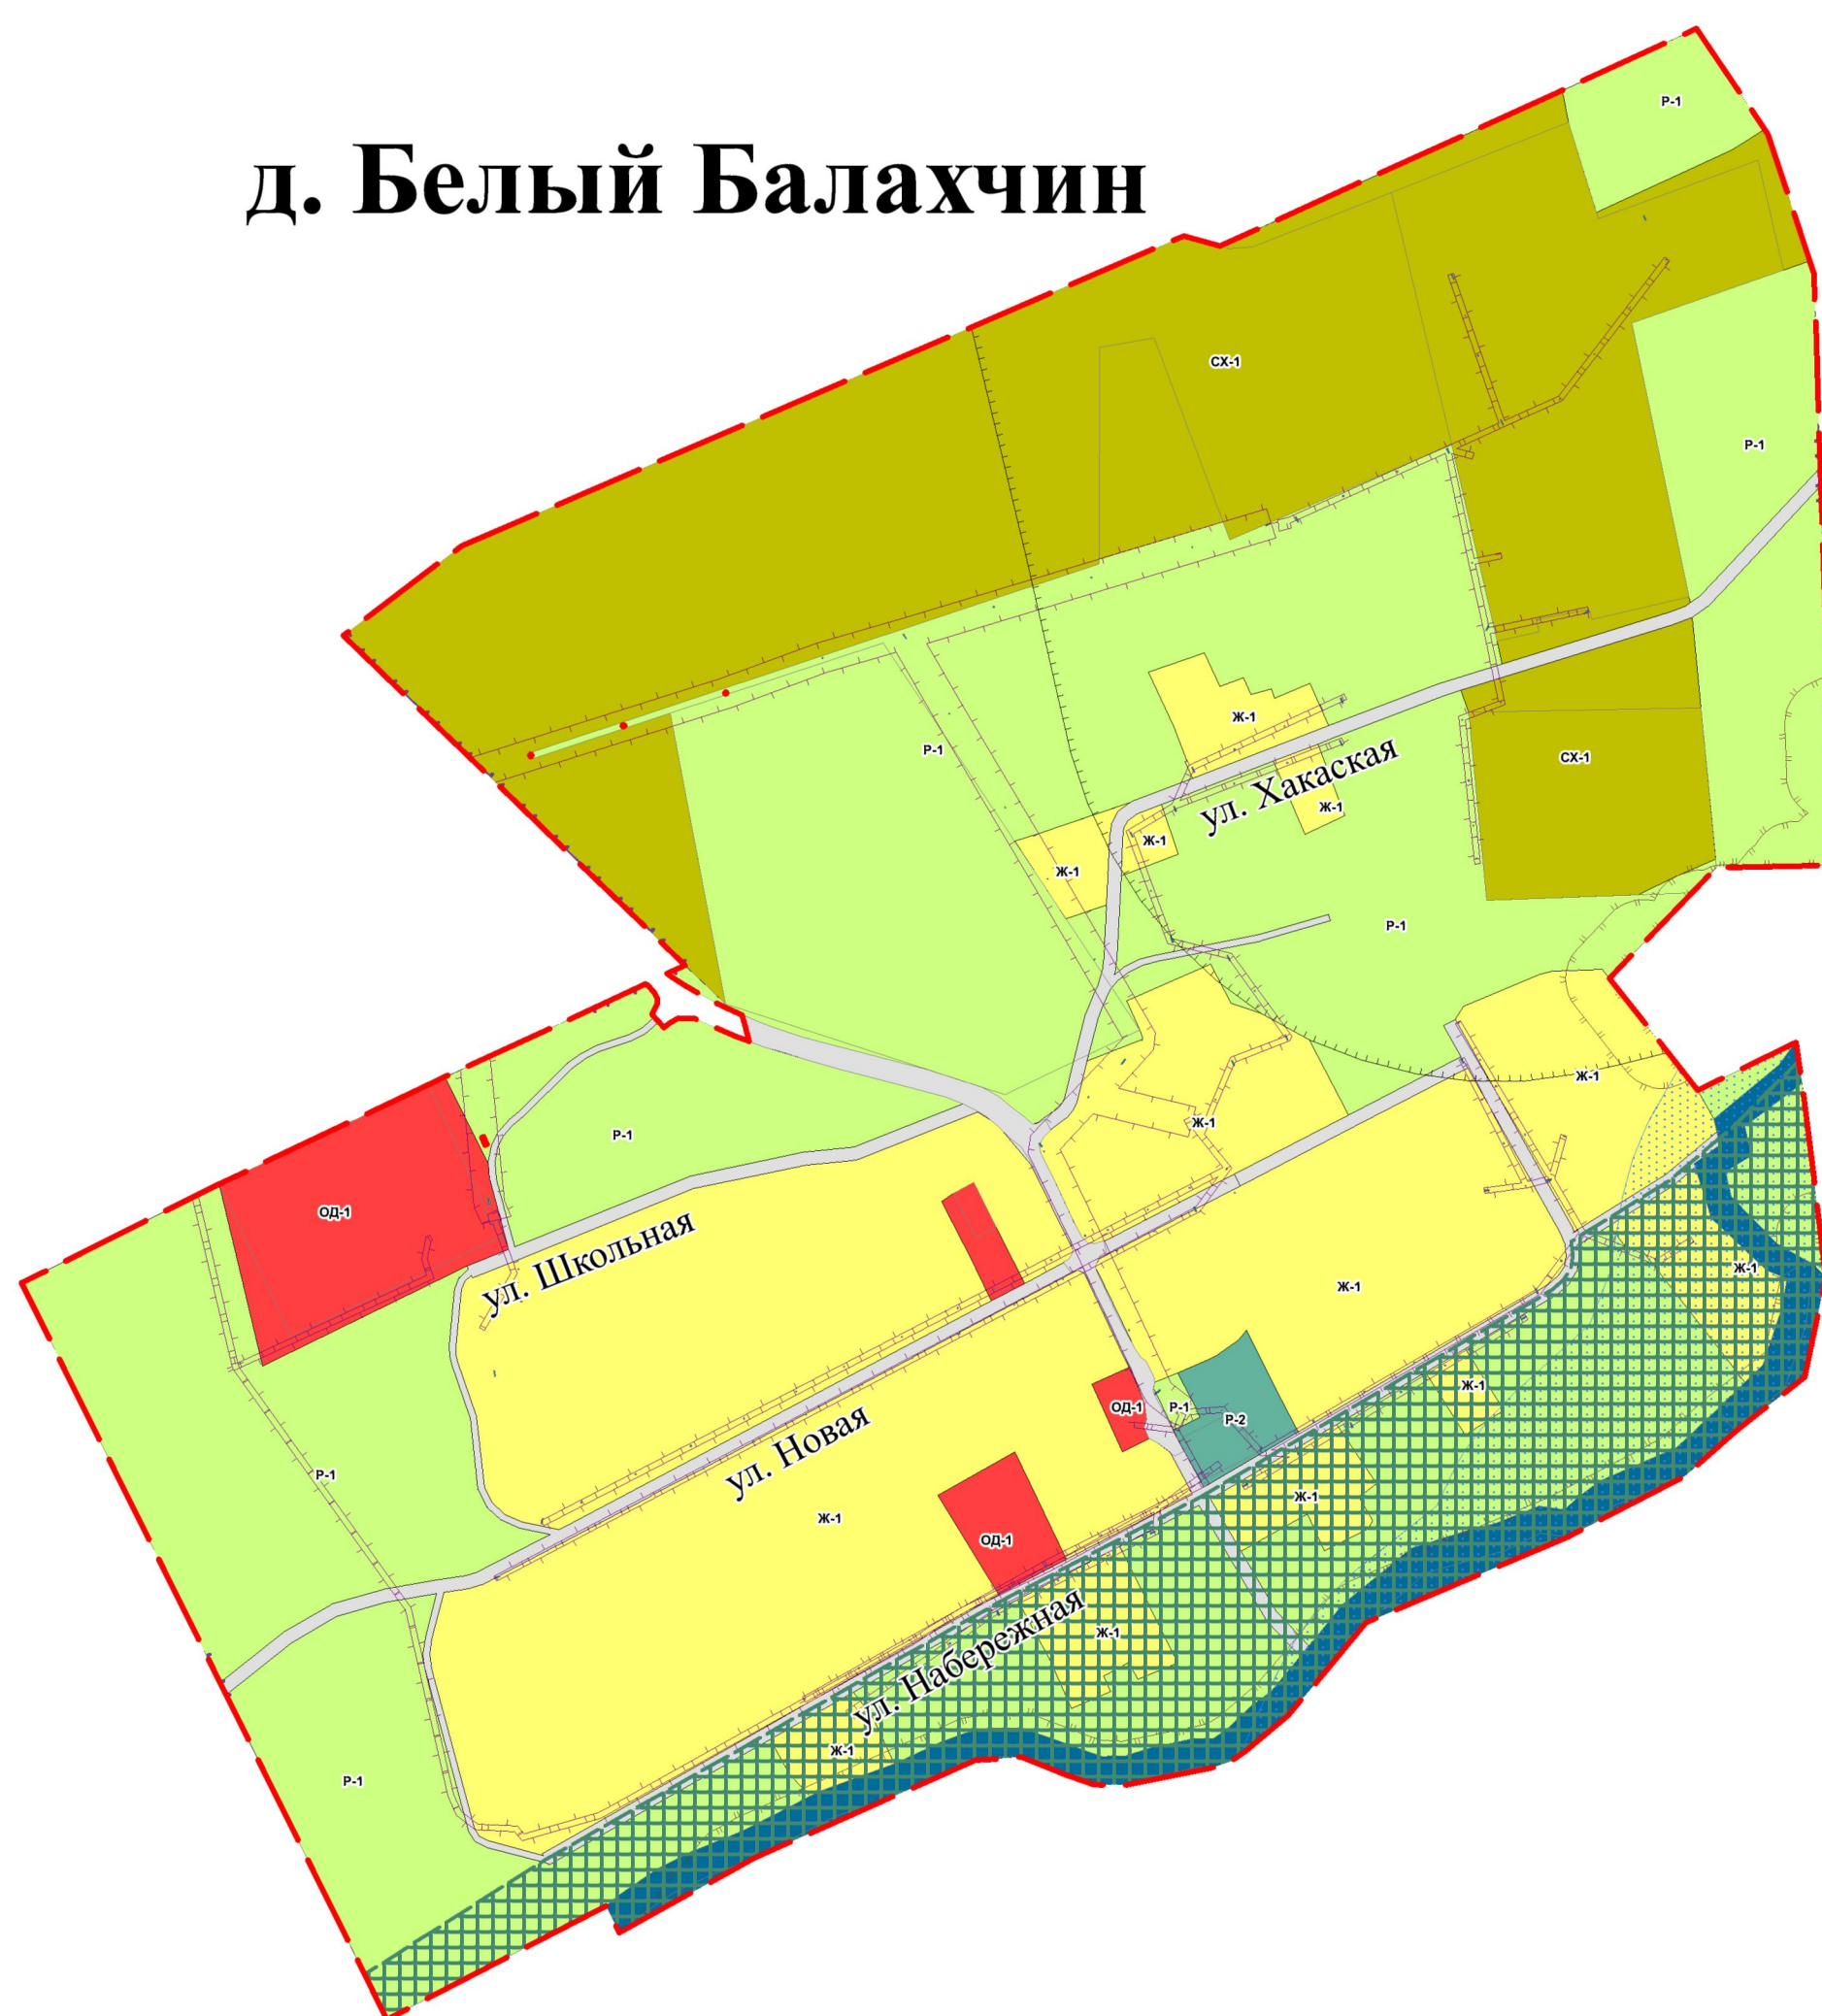 д. Белый Балахчин
Р-1
СХ-1
Р-1
Ж-1
Р-1
СХ-1
ул. Хакаская
Ж-1
Ж-1
Ж-1
Р-1
Ж-1
Ж-1
Р-1
ОД-1
ул. Школьная
Ж-1
Ж-1
Ж-1
ОД-1
Р-1
Р-2
ул. Новая
Р-1
Ж-1
Ж-1
ОД-1
ул. Набережная
Ж-1
Ж-1
Р-1